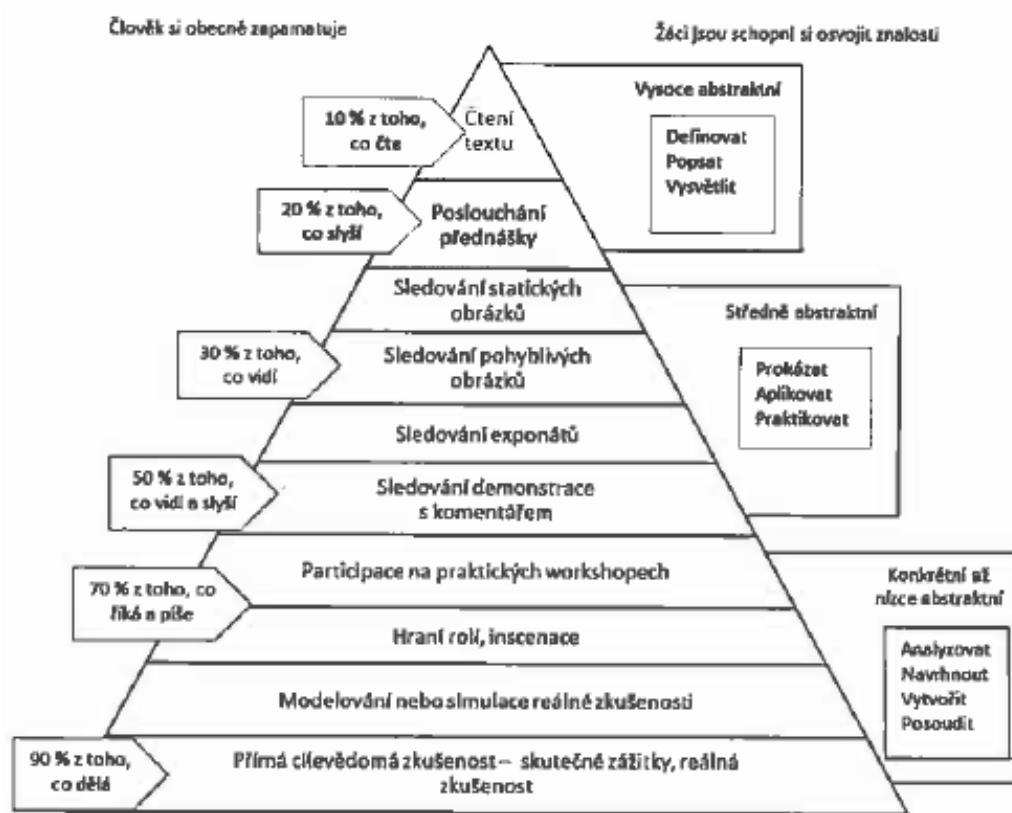 Člověk si obecně zapamatuje
Žáci jsou schopni si osvojit znalosti
10 % z toho,
co čte
Čtení
textu
Vysoce abstraktní
Definovat
Popsat
Vysvětlit
20 % z toho,
co slyší
Poslouchání
přednášky
Sledování statických
obrázků
Středně abstraktní
Prokázat
Aplikovat
Praktikovat
30 % z toho,
co vidí
Sledování pohyblivých
obrázků
Sledování exponátů
50 % z toho,
co vidí a slyší
Sledování demonstrace
s komentářem
Participace na praktických workshopech
Konkrétní až
nízce abstraktní
Analyzovat
Navrhnout
Vytvořit
Posoudit
70 % z toho, co
říká a píše
Hraní rolí, inscenace
Modelování nebo simulace reálné zkušenosti
90 % z toho,
co dělá
Přímá cílevědomá zkušenost – skutečné zážitky, reálná
zkušenost